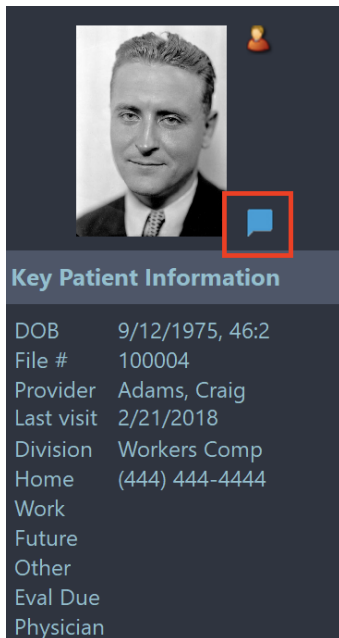 Key Patient Information
DOB 9/12/1975, 46:2
File # 100004
Provider Adams, Craig
Last visit 2/21/2018
Division Workers Comp
Home (444) 444-4444
Work
Future
Other
Eval Due
Physician